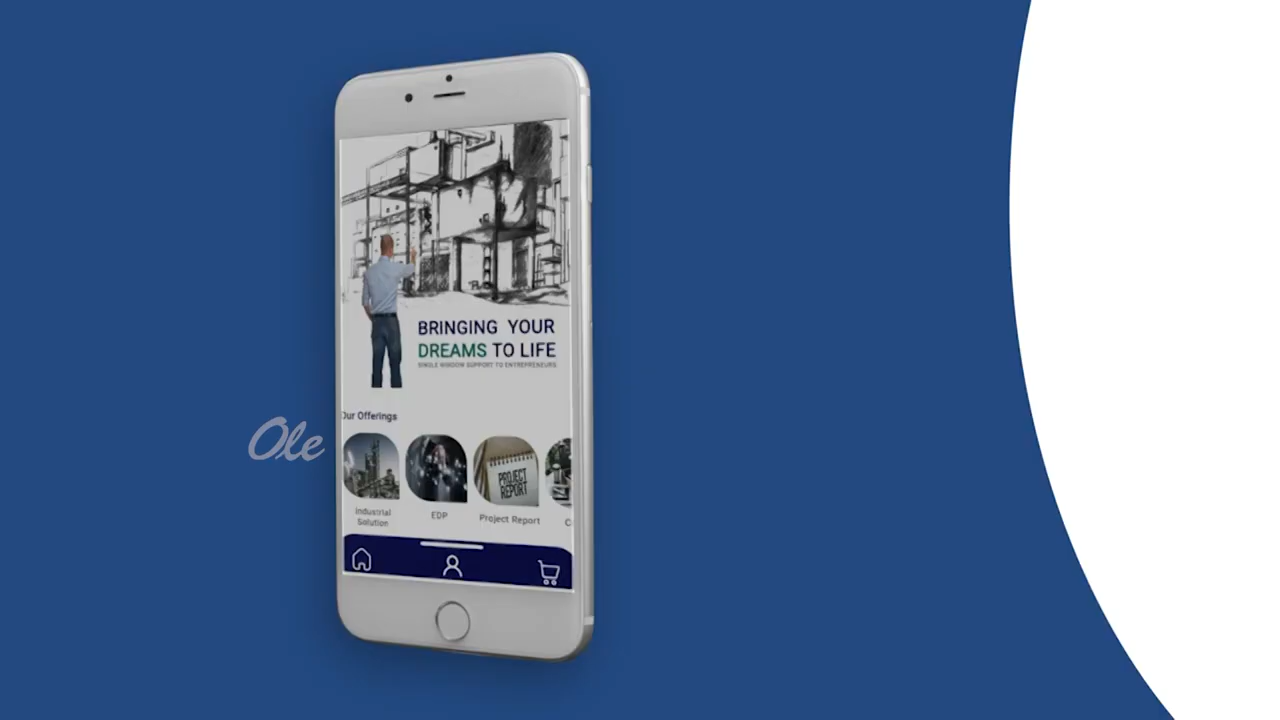 BRINGING YOUR
DREAMS TO LIFE
SINGLE WINDOW SUPPORT TO ENTREPRENEURS
Our Offerings
Ole
PROJECT
REPORT
Industrial
Solution
EDP
Project Report
C